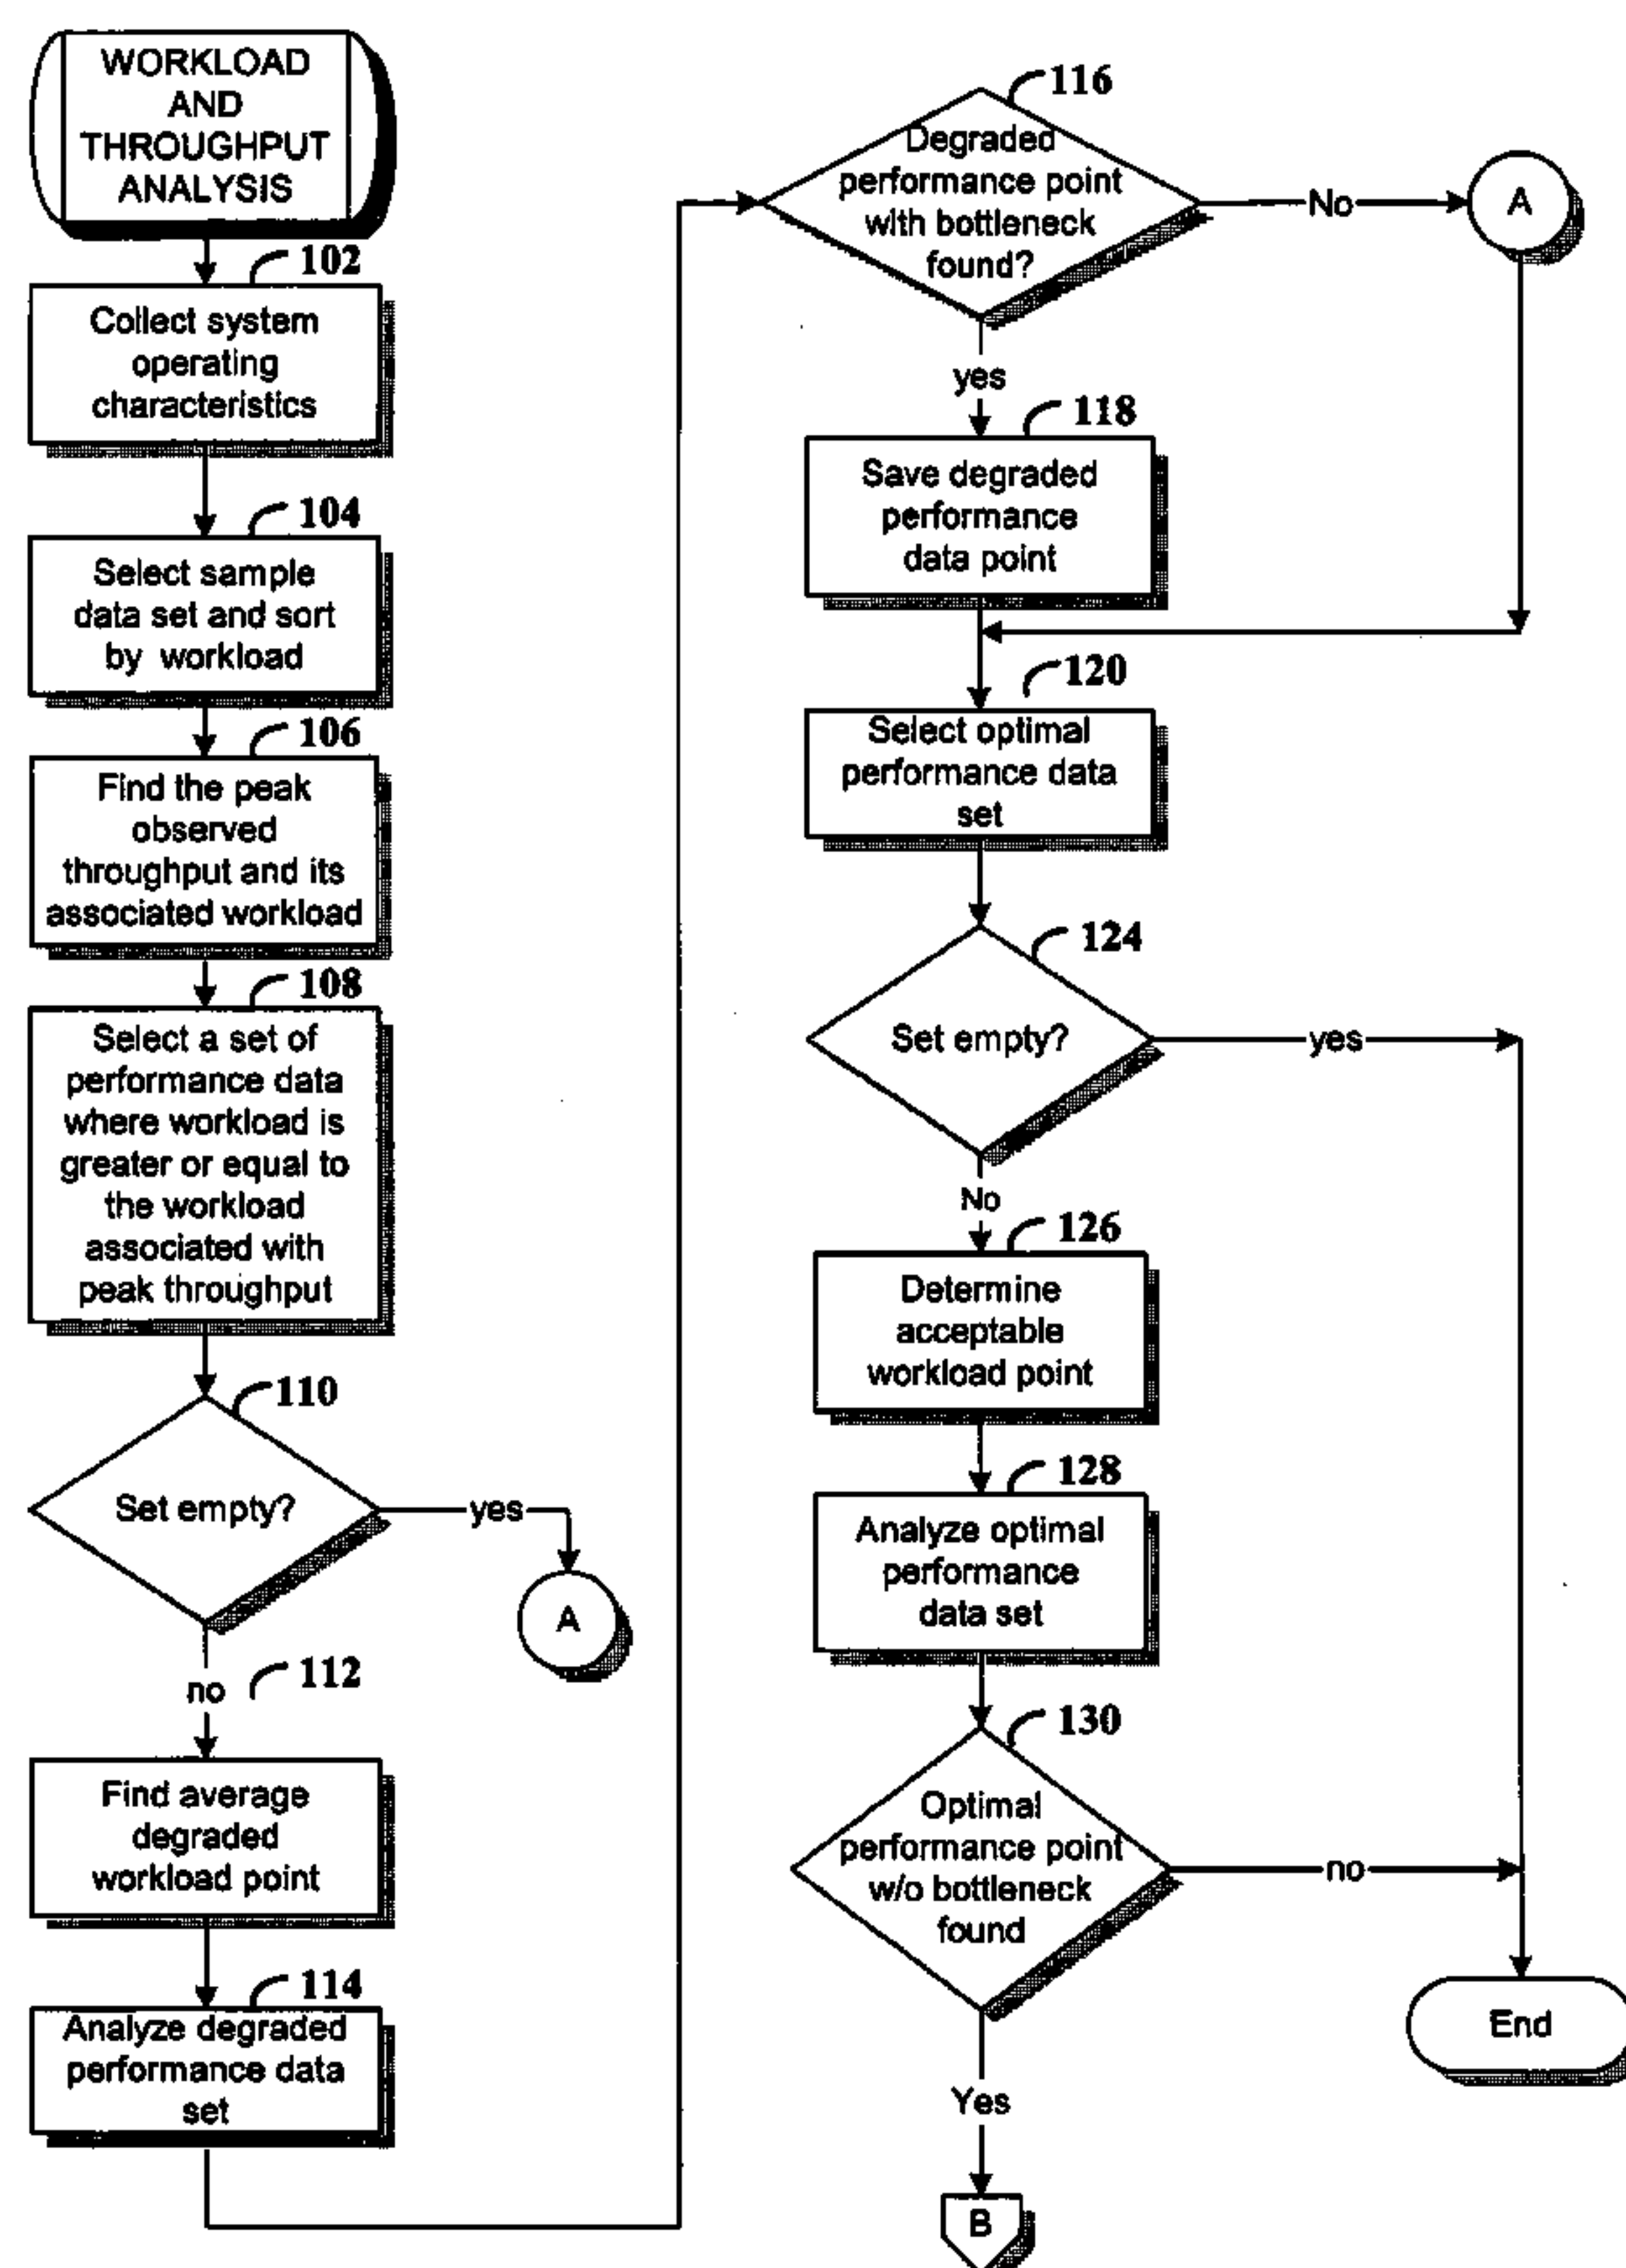 WORKLOAD
AND
THROUGHPUT
ANALYSIS
102
Collect system
operating
characteristics
104
Select sample
data set and sort
by workload
106
Find the peak
observed
throughput and its
associated workload
108
Select a set of
performance data
where workload is
greater or equal to
the workload
associated with
peak throughput
110
Set empty?
yes
A
no
112
Find average
degraded
workload point
114
Analyze degraded
performance data
set
116
Degraded
performance point
with bottleneck
found?
No
A
yes
118
Save degraded
performance
data point
120
Select optimal
performance data
set
124
Set empty?
yes
No
126
Determine
acceptable
workload point
128
Analyze optimal
performance
data set
130
Optimal
performance point
w/o bottleneck
found
no
End
Yes
B